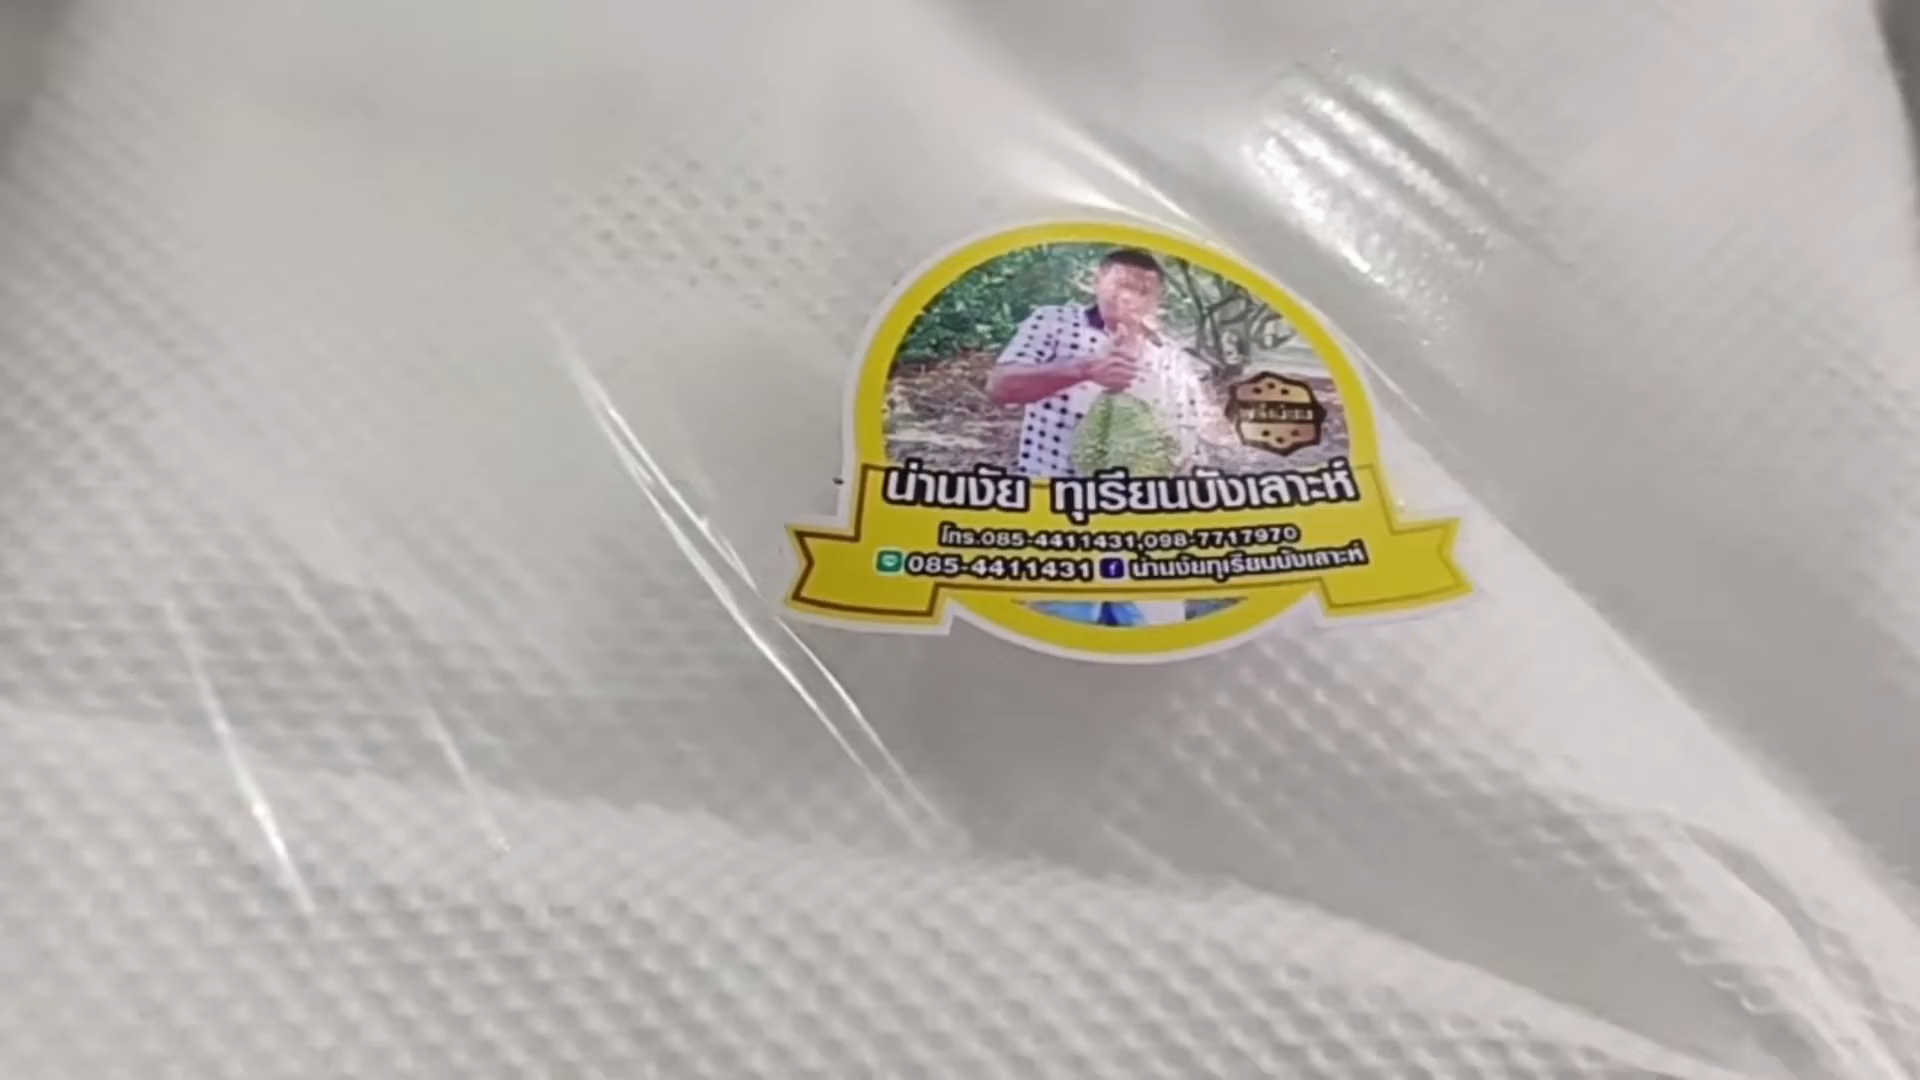 น่านงัย ทุเรียนบังเลาะห์
โทร.085-4411431,098-7717970
085-4411431 f น่านงัยทุเรียนบังเลาะห์